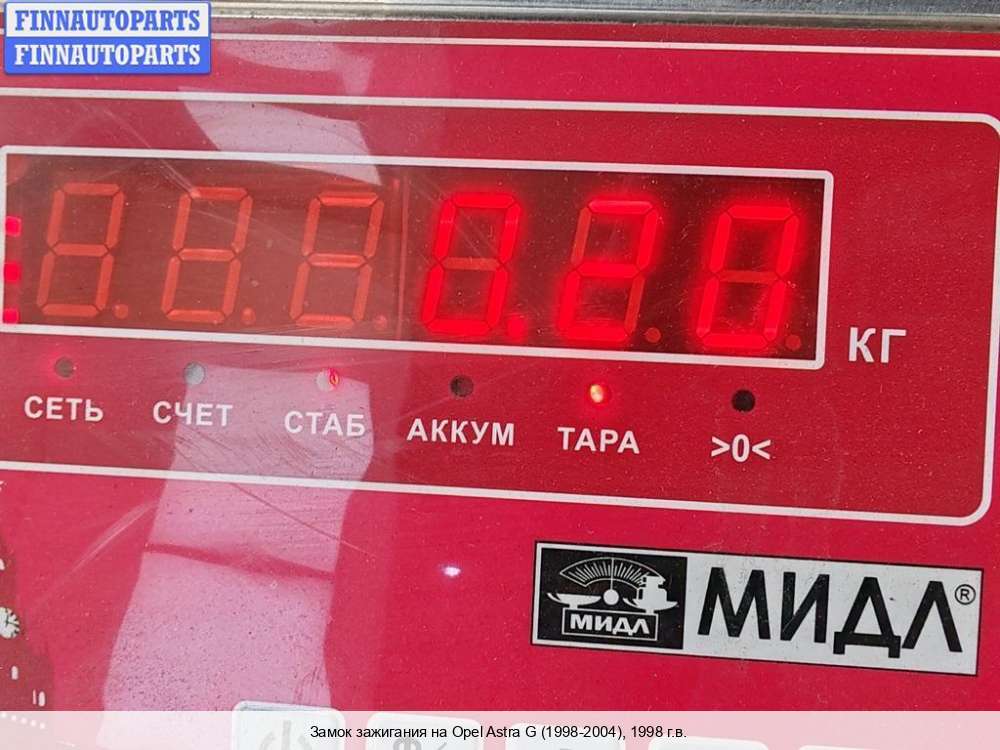 FINNAUTOPARTS
FINNAUTOPARTS
0.20
КГ
СЕТЬ СЧЕТ СТАБ АККУМ ТАРА >0<
МИДЛ МИДЛ®
Замок зажигания на Opel Astra G (1998-2004), 1998 г.в.